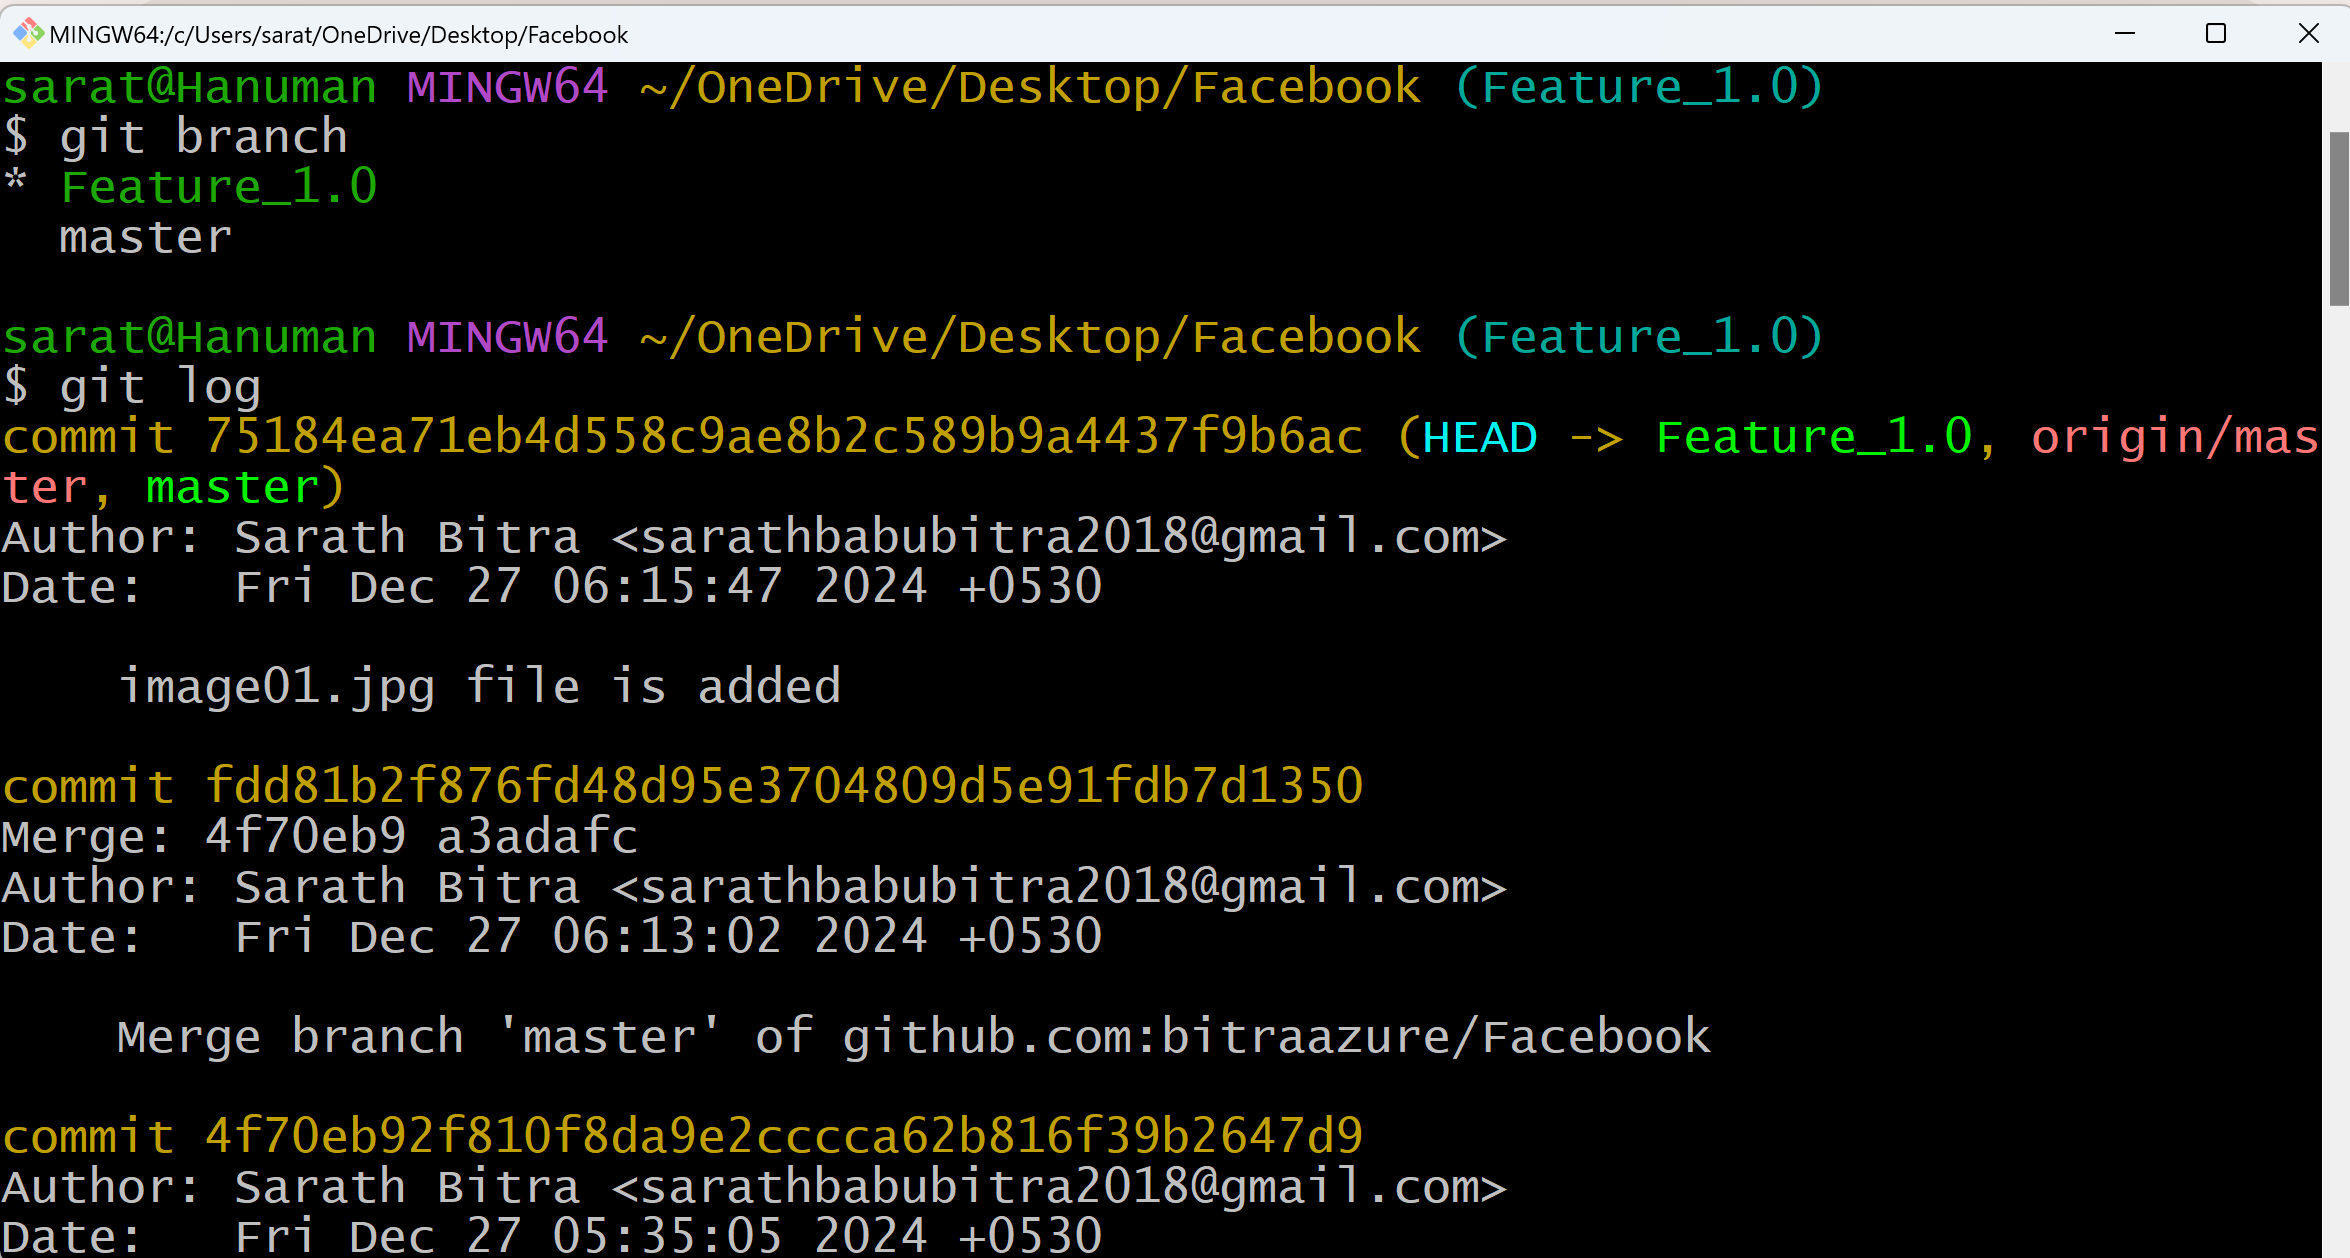 MINGW64:/c/Users/sarat/OneDrive/Desktop/Facebook
sarat@Hanuman MINGW64 ~/OneDrive/Desktop/Facebook (Feature_1.0)
$ git branch
* Feature_1.0
  master
sarat@Hanuman MINGW64 ~/OneDrive/Desktop/Facebook (Feature_1.0)
$ git log
commit 75184ea71eb4d558c9ae8b2c589b9a4437f9b6ac (HEAD -> Feature_1.0, origin/mas
ter, master)
Author: Sarath Bitra <sarathbabubitra2018@gmail.com>
Date:   Fri Dec 27 06:15:47 2024 +0530
    image01.jpg file is added
commit fdd81b2f876fd48d95e3704809d5e91fdb7d1350
Merge: 4f70eb9 a3adafc
Author: Sarath Bitra <sarathbabubitra2018@gmail.com>
Date:   Fri Dec 27 06:13:02 2024 +0530
    Merge branch 'master' of github.com:bitraazure/Facebook
commit 4f70eb92f810f8da9e2cccca62b816f39b2647d9
Author: Sarath Bitra <sarathbabubitra2018@gmail.com>
Date:   Fri Dec 27 05:35:05 2024 +0530